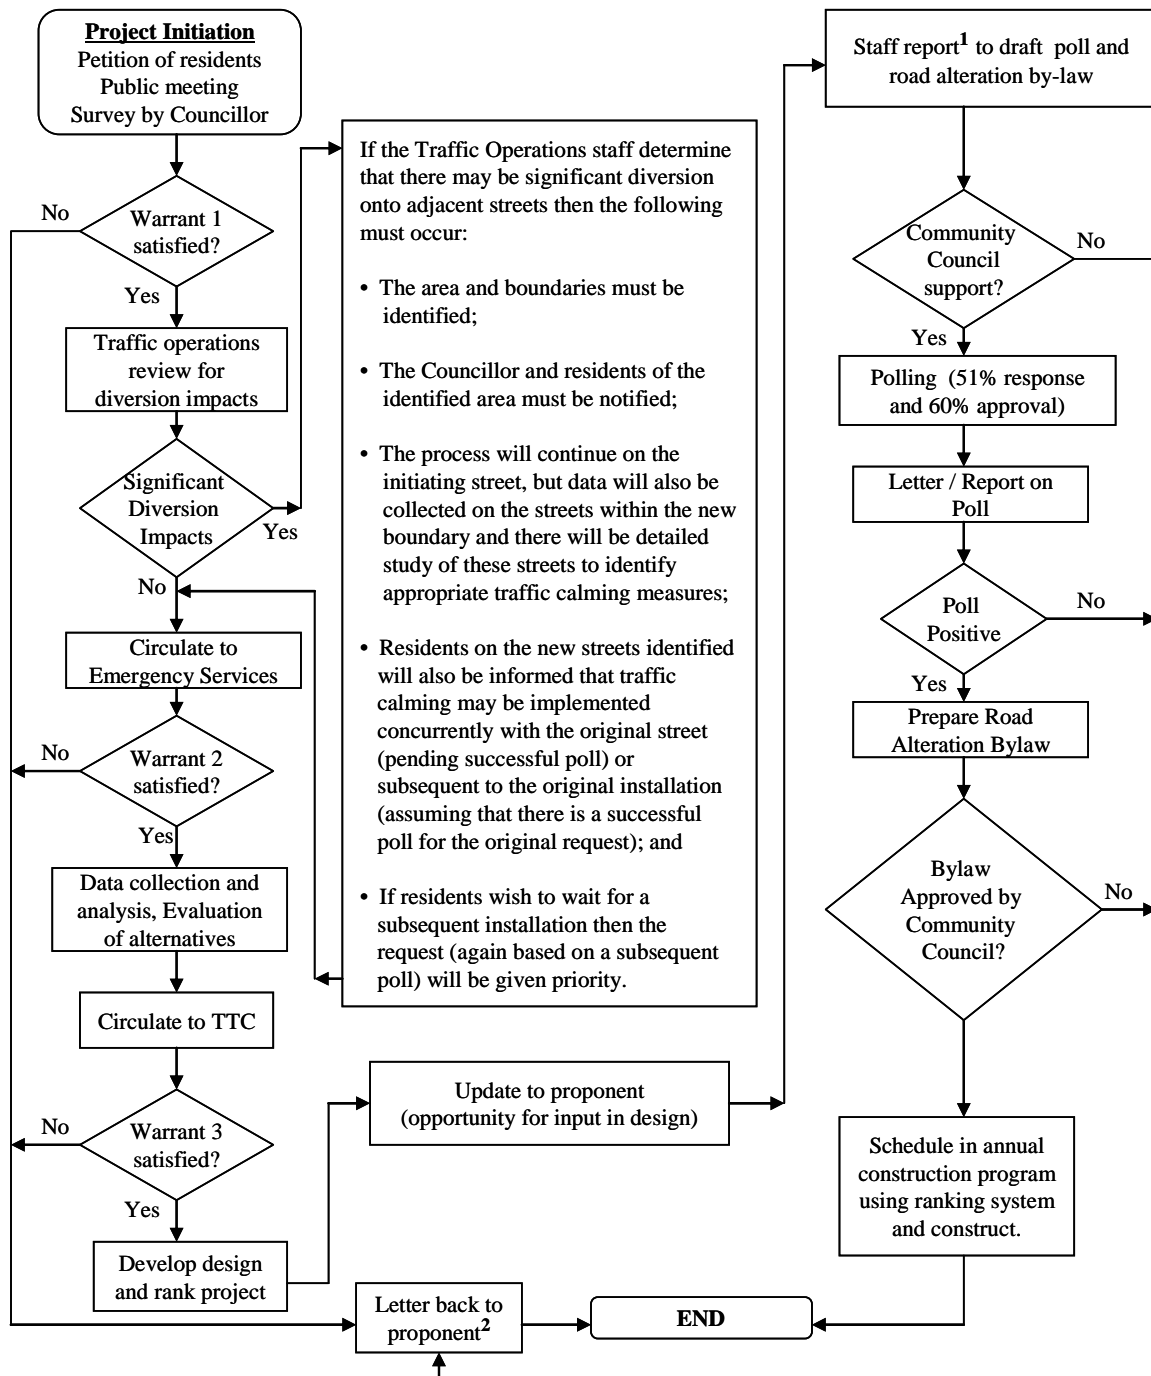 Project Initiation
Petition of residents
Public meeting
Survey by Councillor
No
Warrant 1
satisfied?
Yes
Traffic operations
review for
diversion impacts
Significant
Diversion
Impacts
Yes
No
Circulate to
Emergency Services
No
Warrant 2
satisfied?
Yes
Data collection and
analysis, Evaluation
of alternatives
Circulate to TTC
No
Warrant 3
satisfied?
Yes
Develop design
and rank project
If the Traffic Operations staff determine
that there may be significant diversion
onto adjacent streets then the following
must occur:
• The area and boundaries must be
identified;
• The Councillor and residents of the
identified area must be notified;
• The process will continue on the
initiating street, but data will also be
collected on the streets within the new
boundary and there will be detailed
study of these streets to identify
appropriate traffic calming measures;
• Residents on the new streets identified
will also be informed that traffic
calming may be implemented
concurrently with the original street
(pending successful poll) or
subsequent to the original installation
(assuming that there is a successful
poll for the original request); and
• If residents wish to wait for a
subsequent installation then the
request (again based on a subsequent
poll) will be given priority.
Update to proponent
(opportunity for input in design)
Letter back to
proponent2
END
Staff report1 to draft poll and
road alteration by-law
Community
Council
support?
No
Yes
Polling (51% response
and 60% approval)
Letter / Report on
Poll
Poll
Positive
No
Yes
Prepare Road
Alteration Bylaw
Bylaw
Approved by
Community
Council?
No
Schedule in annual
construction program
using ranking system
and construct.